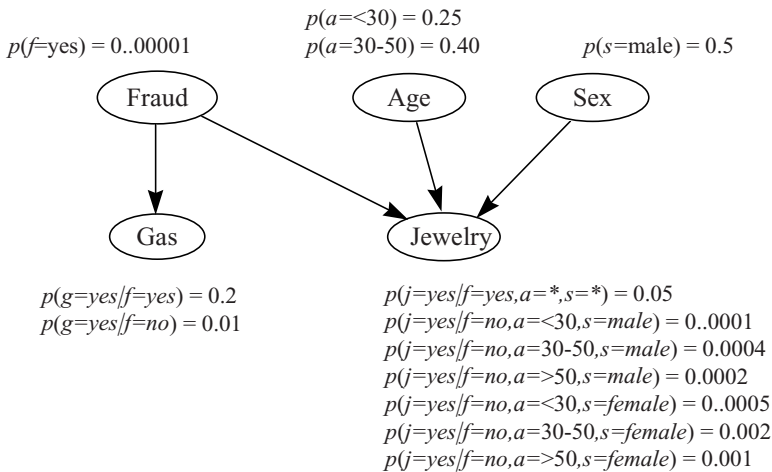 p(a=<30) = 0.25
p(f=yes) = 0..00001
p(a=30-50) = 0.40
p(s=male) = 0.5
Fraud
Age
Sex
Gas
Jewelry
p(g=yes/f=yes) = 0.2
p(g=yes/f=no) = 0.01
p(j=yes/f=yes,a=*,s=*) = 0.05
p(j=yes/f=no,a=<30,s=male) = 0..0001
p(j=yes/f=no,a=30-50,s=male) = 0.0004
p(j=yes/f=no,a=>50,s=male) = 0.0002
p(j=yes/f=no,a=<30,s=female) = 0..0005
p(j=yes/f=no,a=30-50,s=female) = 0.002
p(j=yes/f=no,a=>50,s=female) = 0.001